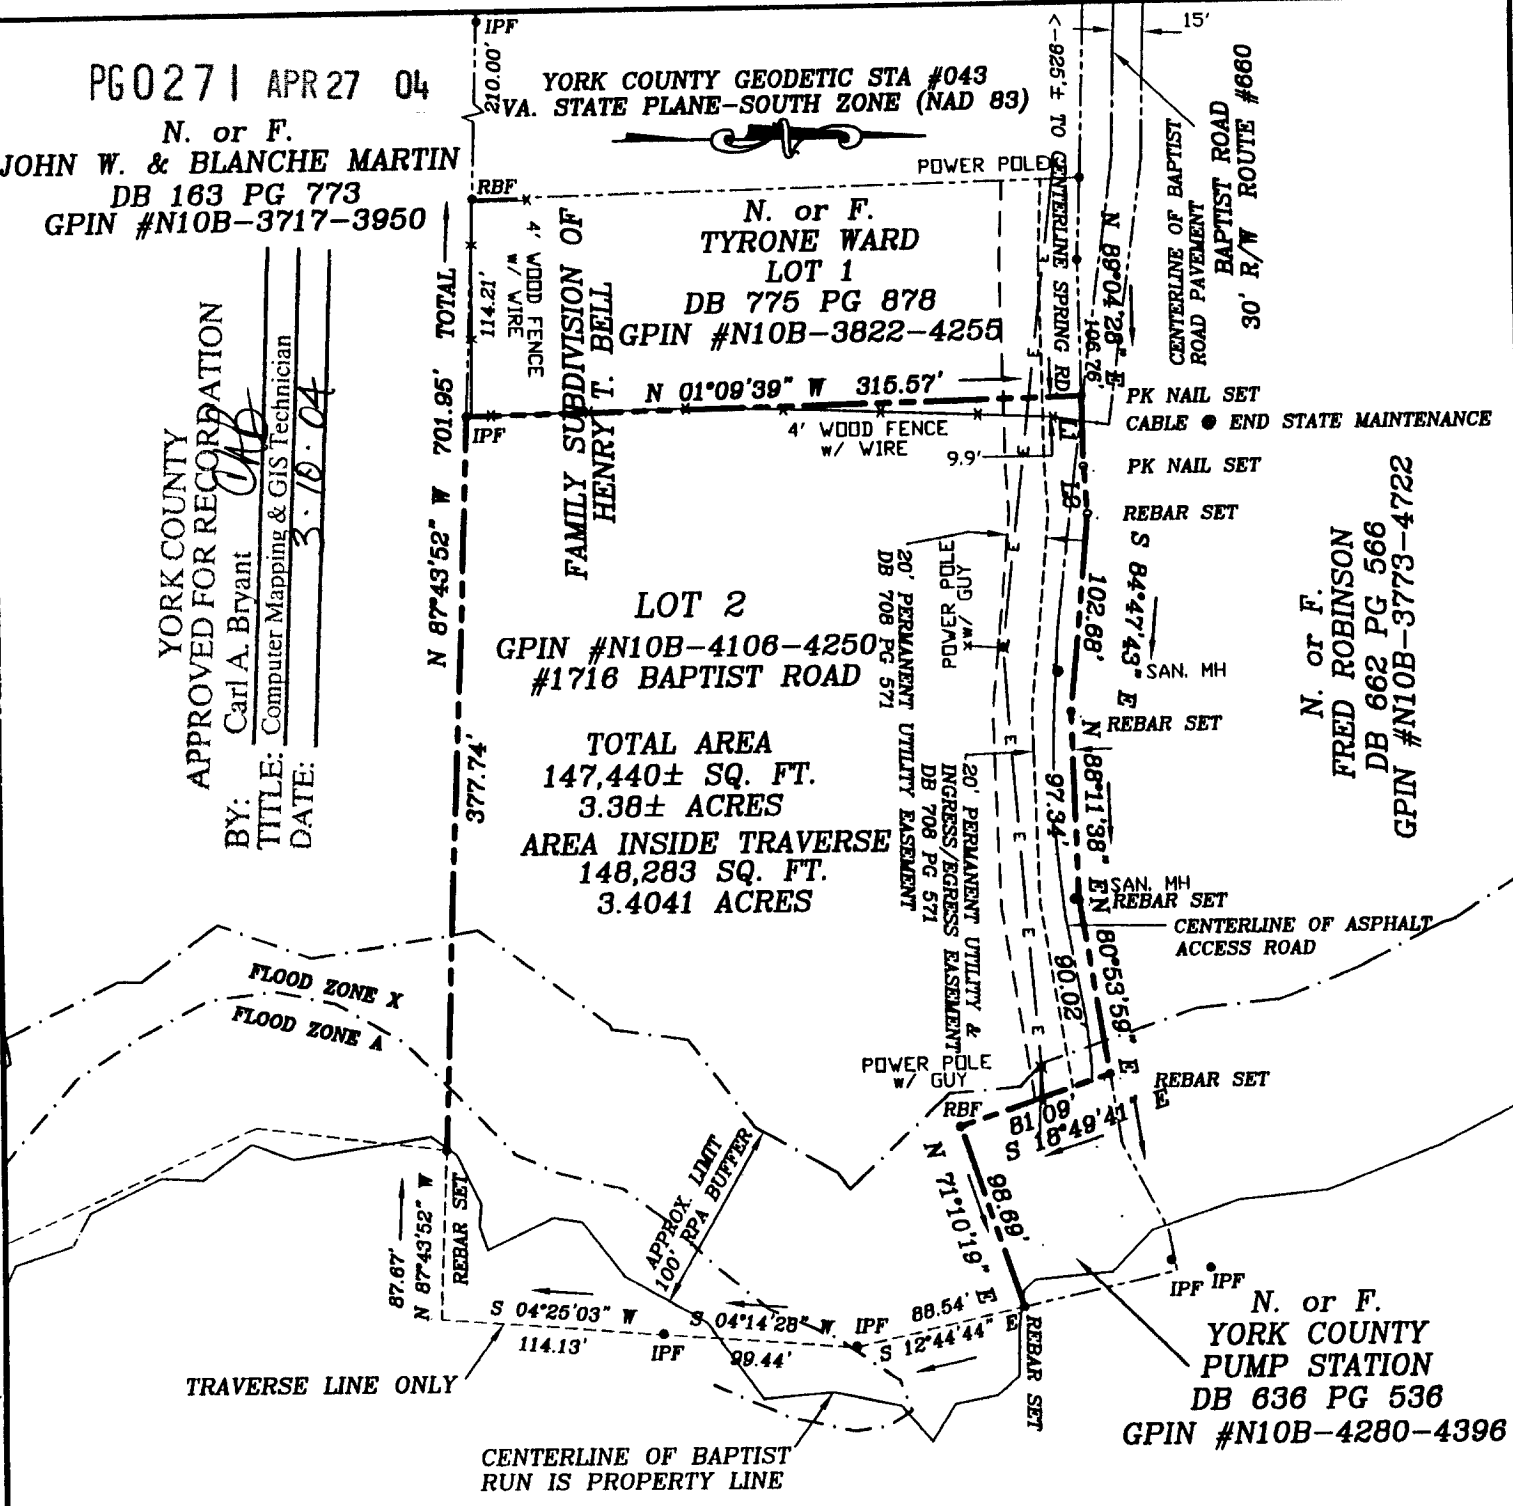 PG0271 APR 27 04
N. or F.
JOHN W. & BLANCHE MARTIN
DB 163 PG 773
GPIN #N10B-3717-3950
IPF
210.00'
YORK COUNTY GEODETIC STA #043
VA. STATE PLANE-SOUTH ZONE (NAD 83)
<-925'± TO CENTERLINE SPRING RD
15'
CENTERLINE OF BAPTIST
ROAD PAVEMENT
BAPTIST ROAD
30' R/W ROUTE #660
POWER POLE
RBF
4' WOOD FENCE
w/ WIRE
114.21'
N. or F.
TYRONE WARD
LOT 1
DB 775 PG 878
GPIN #N10B-3822-4255
N 89°04'28" E
106.76'
FAMILY SUBDIVISION OF
HENRY T. BELL
N 87°43'52" W 701.95' TOTAL
N 01°09'39" W 315.57'
IPF
4' WOOD FENCE
w/ WIRE
9.9'
L1
L2
PK NAIL SET
CABLE @ END STATE MAINTENANCE
PK NAIL SET
REBAR SET
YORK COUNTY
APPROVED FOR RECORDATION
BY: Carl A. Bryant CAB
TITLE: Computer Mapping & GIS Technician
DATE: 3.10.04
LOT 2
GPIN #N10B-4106-4250
#1716 BAPTIST ROAD
TOTAL AREA
147,440± SQ. FT.
3.38± ACRES
AREA INSIDE TRAVERSE
148,283 SQ. FT.
3.4041 ACRES
377.74'
20' PERMANENT UTILITY EASEMENT
DB 708 PG 571
POWER POLE
w/ GUY
S 84°47'43" E
102.68'
SAN. MH
REBAR SET
N. or F.
FRED ROBINSON
DB 662 PG 566
GPIN #N10B-3773-4722
20' PERMANENT UTILITY &
INGRESS/EGRESS EASEMENT
DB 708 PG 571
N 88°11'38" E
97.34'
SAN. MH
REBAR SET
CENTERLINE OF ASPHALT
ACCESS ROAD
N 80°53'59" E
90.02'
E
E
E
E
E
E
E
FLOOD ZONE X
FLOOD ZONE A
POWER POLE
w/ GUY
RBF
REBAR SET
81.09'
S 18°49'41" E
N 71°10'19" E
98.69'
APPROX. LIMIT
100' RPA BUFFER
REBAR SET
87.67'
N 87°43'52" W
S 04°25'03" W
114.13'
IPF
S 04°14'28" W
99.44'
IPF
88.54'
S 12°44'44" E
REBAR SET
IPF
IPF
N. or F.
YORK COUNTY
PUMP STATION
DB 636 PG 536
GPIN #N10B-4280-4396
TRAVERSE LINE ONLY
CENTERLINE OF BAPTIST
RUN IS PROPERTY LINE